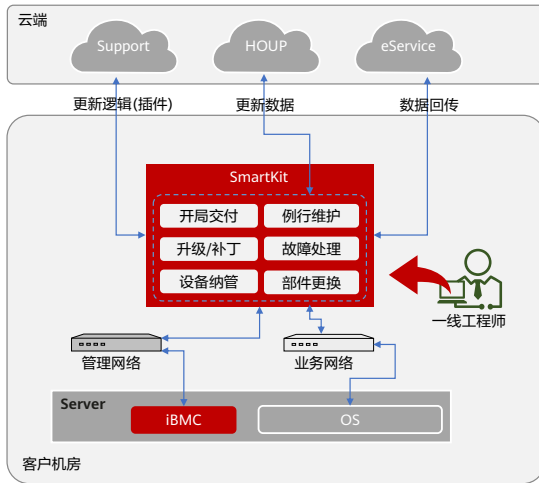 云端
Support
HOUP
eService
更新逻辑(插件)
更新数据
数据回传
SmartKit
开局交付
例行维护
升级/补丁
故障处理
设备纳管
部件更换
一线工程师
管理网络
业务网络
Server
iBMC
OS
客户机房